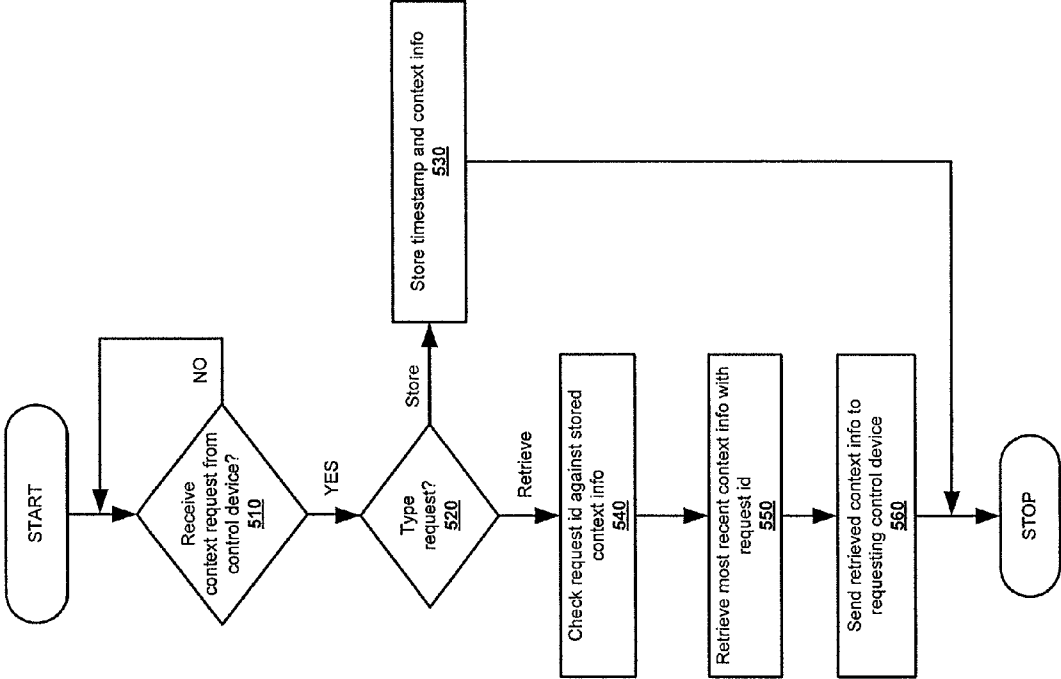 START
Receive
context request from
control device?
510
NO
YES
Type
request?
520
Store
Store timestamp and context info
530
Retrieve
Check request id against stored
context info
540
Retrieve most recent context info with
request id
550
Send retrieved context info to
requesting control device
560
STOP